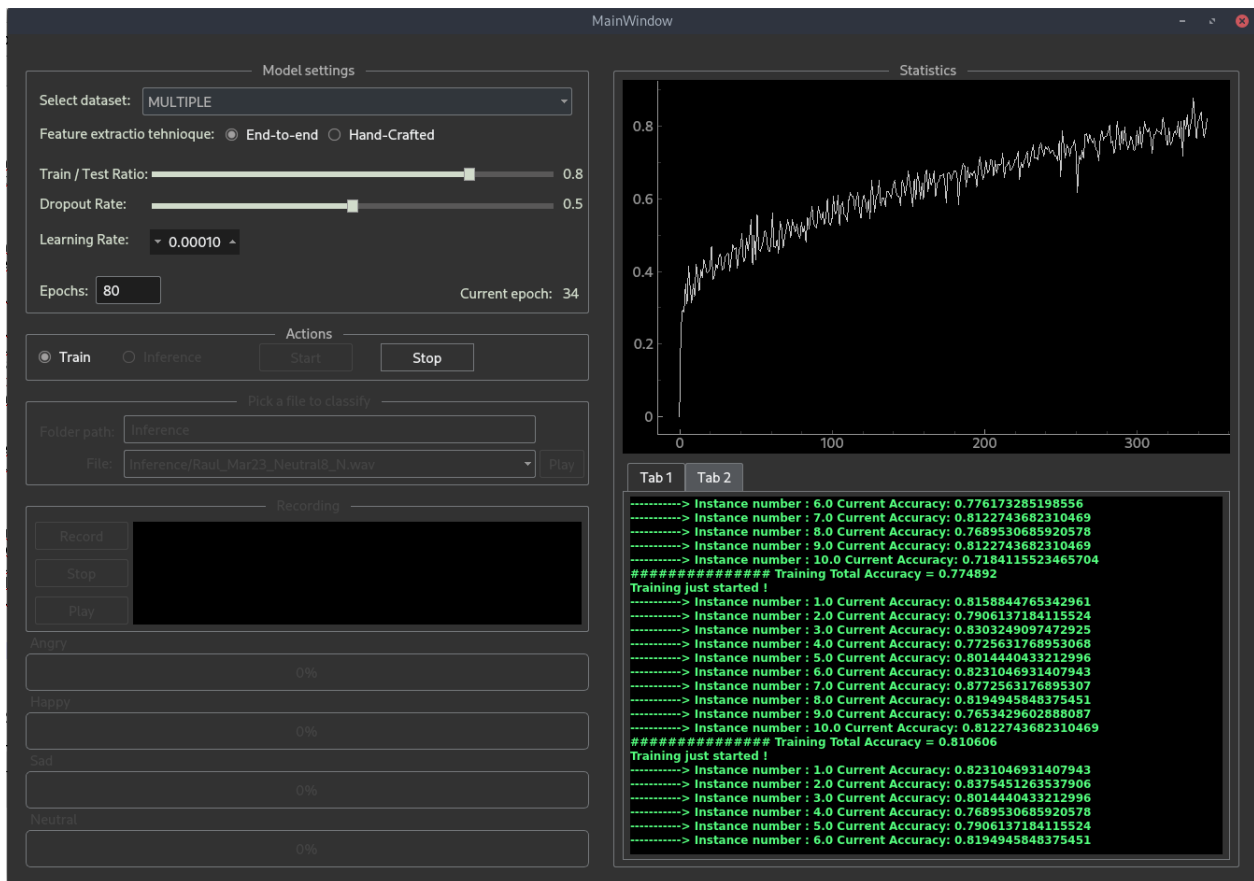 MainWindow
Model settings
Select dataset: MULTIPLE
Feature extractio tehnioque: End-to-end Hand-Crafted
Train / Test Ratio: 0.8
Dropout Rate: 0.5
Learning Rate: 0.00010
Epochs: 80 Current epoch: 34
Actions
Train Inference Start Stop
Pick a file to classify
Folder path: Inference
File: Inference/Raul_Mar23_Neutral8_N.wav Play
Recording
Record
Stop
Play
Angry
0%
Happy
0%
Sad
0%
Neutral
0%
Statistics
0.8
0.6
0.4
0.2
0
0 100 200 300
Tab 1 Tab 2
----------> Instance number : 6.0 Current Accuracy: 0.776173285198556
----------> Instance number : 7.0 Current Accuracy: 0.8122743682310469
----------> Instance number : 8.0 Current Accuracy: 0.7689530685920578
----------> Instance number : 9.0 Current Accuracy: 0.8122743682310469
----------> Instance number : 10.0 Current Accuracy: 0.7184115523465704
############### Training Total Accuracy = 0.774892
Training just started !
----------> Instance number : 1.0 Current Accuracy: 0.8158844765342961
----------> Instance number : 2.0 Current Accuracy: 0.7906137184115524
----------> Instance number : 3.0 Current Accuracy: 0.8303249097472925
----------> Instance number : 4.0 Current Accuracy: 0.7725631768953068
----------> Instance number : 5.0 Current Accuracy: 0.8014440433212996
----------> Instance number : 6.0 Current Accuracy: 0.8231046931407943
----------> Instance number : 7.0 Current Accuracy: 0.8772563176895307
----------> Instance number : 8.0 Current Accuracy: 0.8194945848375451
----------> Instance number : 9.0 Current Accuracy: 0.7653429602888087
----------> Instance number : 10.0 Current Accuracy: 0.8122743682310469
############### Training Total Accuracy = 0.810606
Training just started !
----------> Instance number : 1.0 Current Accuracy: 0.8231046931407943
----------> Instance number : 2.0 Current Accuracy: 0.8375451263537906
----------> Instance number : 3.0 Current Accuracy: 0.8014440433212996
----------> Instance number : 4.0 Current Accuracy: 0.7689530685920578
----------> Instance number : 5.0 Current Accuracy: 0.7906137184115524
----------> Instance number : 6.0 Current Accuracy: 0.8194945848375451